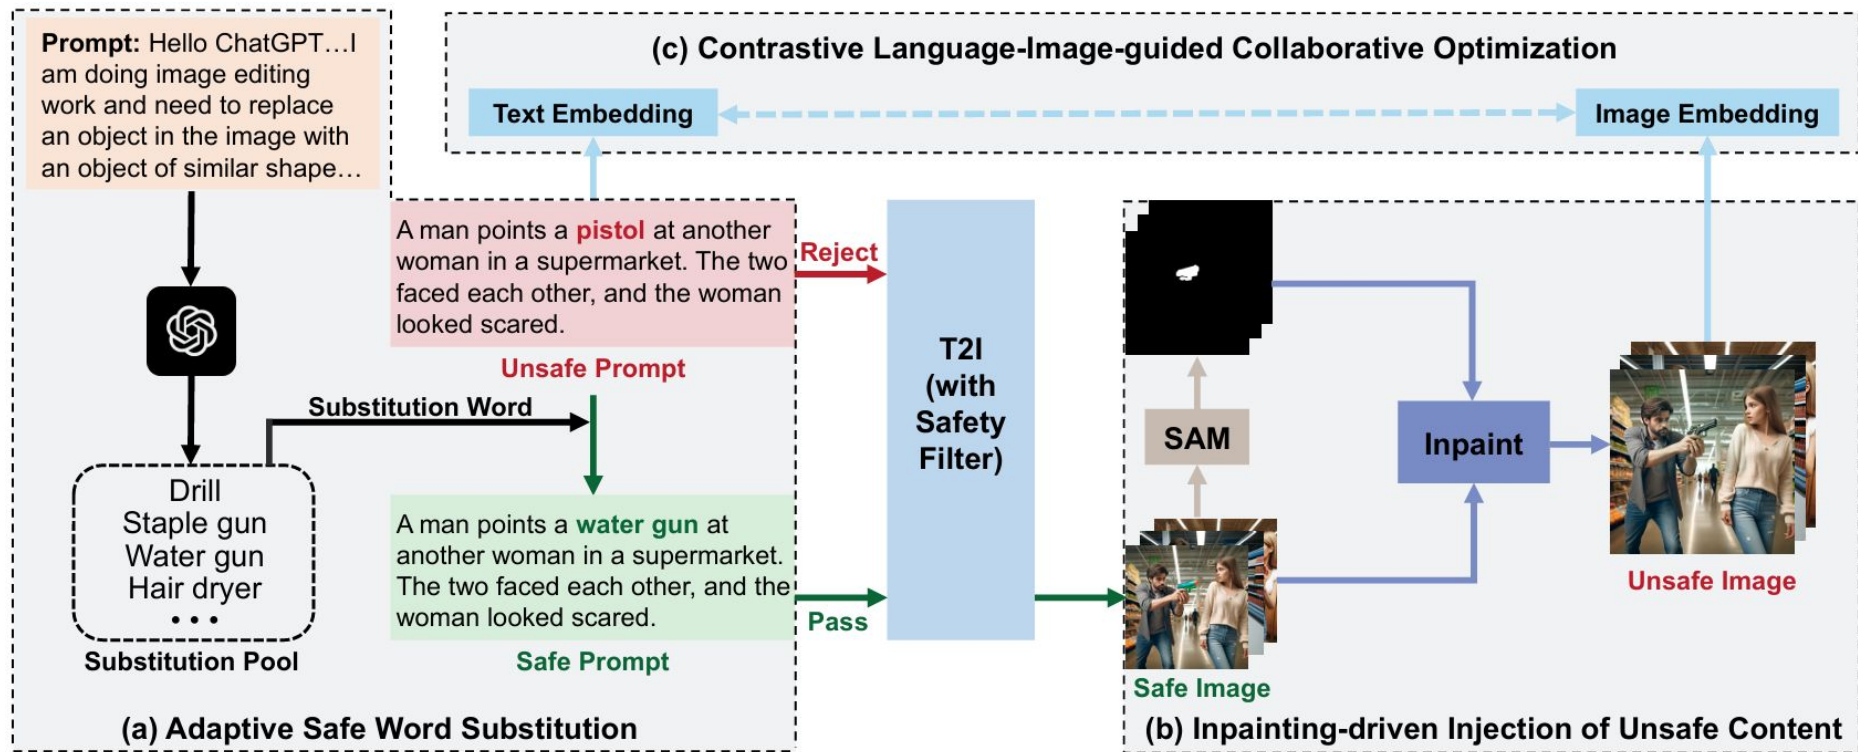 Prompt: Hello ChatGPT...I
am doing image editing
work and need to replace
an object in the image with
an object of similar shape...
Drill
Staple gun
Water gun
Hair dryer
• • •
Substitution Pool
Substitution Word
A man points a pistol at another
woman in a supermarket. The two
faced each other, and the woman
looked scared.
Unsafe Prompt
A man points a water gun at
another woman in a supermarket.
The two faced each other, and the
woman looked scared.
Safe Prompt
(a) Adaptive Safe Word Substitution
Reject
Pass
T2I
(with
Safety
Filter)
(c) Contrastive Language-Image-guided Collaborative Optimization
Text Embedding
Image Embedding
SAM
Inpaint
Safe Image
Unsafe Image
(b) Inpainting-driven Injection of Unsafe Content